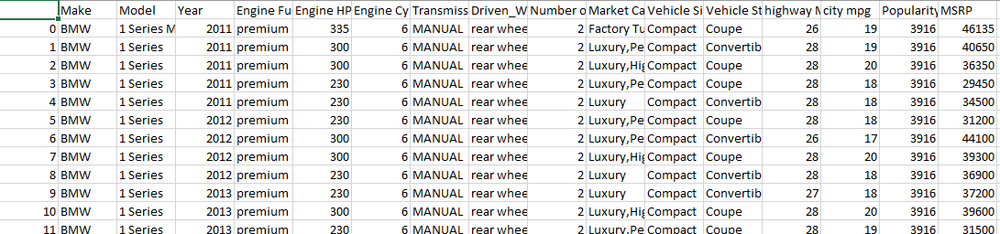 Make Model Year Engine Fu Engine HP Engine Cy Transmiss Driven_W Number o Market Ca Vehicle Si Vehicle St highway M city mpg Popularity MSRP
0 BMW 1 Series M 2011 premium 335 6 MANUAL rear whee 2 Factory Tu Compact Coupe 26 19 3916 46135
1 BMW 1 Series 2011 premium 300 6 MANUAL rear whee 2 Luxury,Pe Compact Convertib 28 19 3916 40650
2 BMW 1 Series 2011 premium 300 6 MANUAL rear whee 2 Luxury,Hig Compact Coupe 28 20 3916 36350
3 BMW 1 Series 2011 premium 230 6 MANUAL rear whee 2 Luxury,Pe Compact Coupe 28 18 3916 29450
4 BMW 1 Series 2011 premium 230 6 MANUAL rear whee 2 Luxury Compact Convertib 28 18 3916 34500
5 BMW 1 Series 2012 premium 230 6 MANUAL rear whee 2 Luxury,Pe Compact Coupe 28 18 3916 31200
6 BMW 1 Series 2012 premium 300 6 MANUAL rear whee 2 Luxury,Pe Compact Convertib 26 17 3916 44100
7 BMW 1 Series 2012 premium 300 6 MANUAL rear whee 2 Luxury,Hig Compact Coupe 28 20 3916 39300
8 BMW 1 Series 2012 premium 230 6 MANUAL rear whee 2 Luxury Compact Convertib 28 18 3916 36900
9 BMW 1 Series 2013 premium 230 6 MANUAL rear whee 2 Luxury Compact Convertib 27 18 3916 37200
10 BMW 1 Series 2013 premium 300 6 MANUAL rear whee 2 Luxury,Hig Compact Coupe 28 20 3916 39600
11 BMW 1 Series 2013 premium 230 6 MANUAL rear whee 2 Luxury,Pe Compact Coupe 28 19 3916 31500